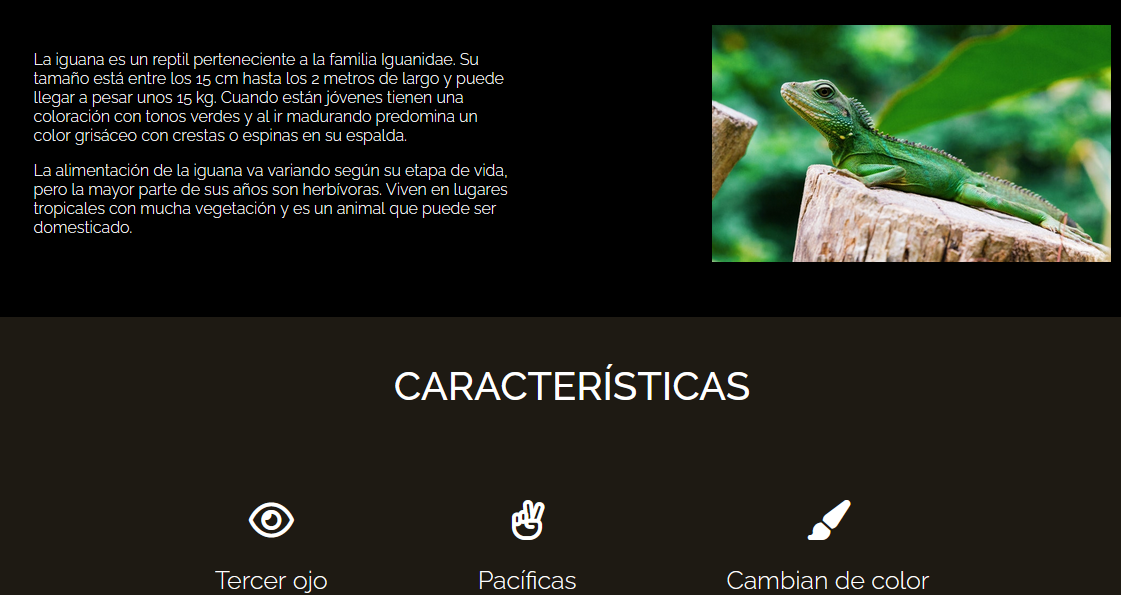 La iguana es un reptil perteneciente a la familia Iguanidae. Su
tamaño está entre los 15 cm hasta los 2 metros de largo y puede
llegar a pesar unos 15 kg. Cuando están jóvenes tienen una
coloración con tonos verdes y al ir madurando predomina un
color grisáceo con crestas o espinas en su espalda.
La alimentación de la iguana va variando según su etapa de vida,
pero la mayor parte de sus años son herbívoras. Viven en lugares
tropicales con mucha vegetación y es un animal que puede ser
domesticado.
CARACTERÍSTICAS
Tercer ojo
Pacíficas
Cambian de color